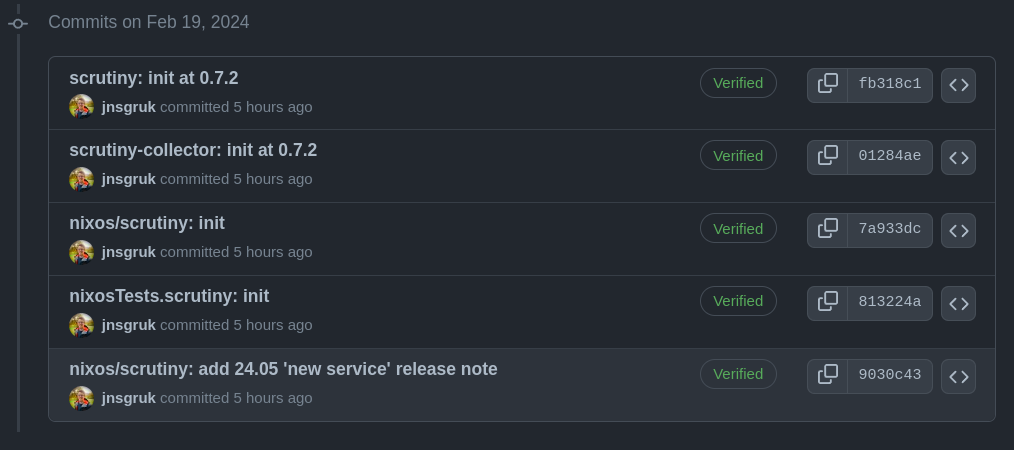 Commits on Feb 19, 2024
scrutiny: init at 0.7.2
Verified
fb318c1
jnsgruk committed 5 hours ago
scrutiny-collector: init at 0.7.2
Verified
01284ae
jnsgruk committed 5 hours ago
nixos/scrutiny: init
Verified
7a933dc
jnsgruk committed 5 hours ago
nixosTests.scrutiny: init
Verified
813224a
jnsgruk committed 5 hours ago
nixos/scrutiny: add 24.05 'new service' release note
Verified
9030c43
jnsgruk committed 5 hours ago